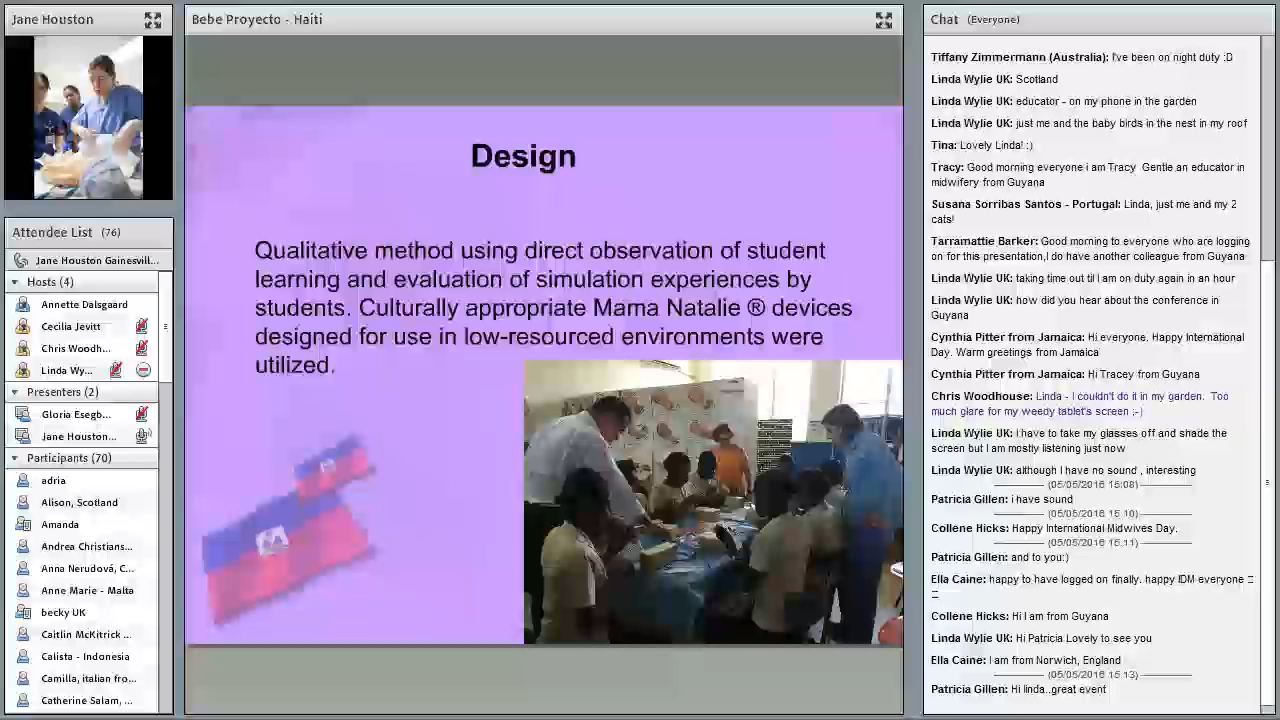 Jane Houston
Attendee List (76)
Jane Houston Gainesvill...
Hosts (4)
Annette Dalsgaard
Cecilia Jevitt
Chris Woodh...
Linda Wy...
Presenters (2)
Gloria Esegb...
Jane Houston...
Participants (70)
adria
Alison, Scotland
Amanda
Andrea Christians...
Anna Nerudová, C...
Anne Marie - Malta
becky UK
Caitlin McKitrick ...
Calista - Indonesia
Camilla, italian fro...
Catherine Salam, ...
Bebe Proyecto - Haiti
Design
Qualitative method using direct observation of student
learning and evaluation of simulation experiences by
students. Culturally appropriate Mama Natalie ® devices
designed for use in low-resourced environments were
utilized.
Chat (Everyone)
Tiffany Zimmermann (Australia): I've been on night duty :D
Linda Wylie UK: Scotland
Linda Wylie UK: educator - on my phone in the garden
Linda Wylie UK: just me and the baby birds in the nest in my roof
Tina: Lovely Linda! :)
Tracy: Good morning everyone i am Tracy Gentle,an educator in
midwifery from Guyana
Susana Sorribas Santos - Portugal: Linda, just me and my 2
cats!
Tarramattie Barker: Good morning to everyone who are logging
on for this presentation,I do have another colleague from Guyana
Linda Wylie UK: taking time out till I am on duty again in an hour
Linda Wylie UK: how did you hear about the conference in
Guyana
Cynthia Pitter from Jamaica: Hi everyone. Happy International
Day. Warm greetings from Jamaica
Cynthia Pitter from Jamaica: Hi Tracey from Guyana
Chris Woodhouse: Linda - I couldn't do it in my garden. Too
much glare for my weedy tablet's screen ;-)
Linda Wylie UK: I have to take my glasses off and shade the
screen but I am mostly listening just now
Linda Wylie UK: although I have no sound , interesting
(05/05/2016 15:08)
Patricia Gillen: i have sound
(05/05/2016 15:10)
Collene Hicks: Happy International Midwives Day.
(05/05/2016 15:11)
Patricia Gillen: and to you:)
Ella Caine: happy to have logged on finally. happy IDM everyone
Collene Hicks: Hi I am from Guyana
Linda Wylie UK: Hi Patricia Lovely to see you
Ella Caine: I am from Norwich, England
(05/05/2016 15:13)
Patricia Gillen: Hi linda..great event